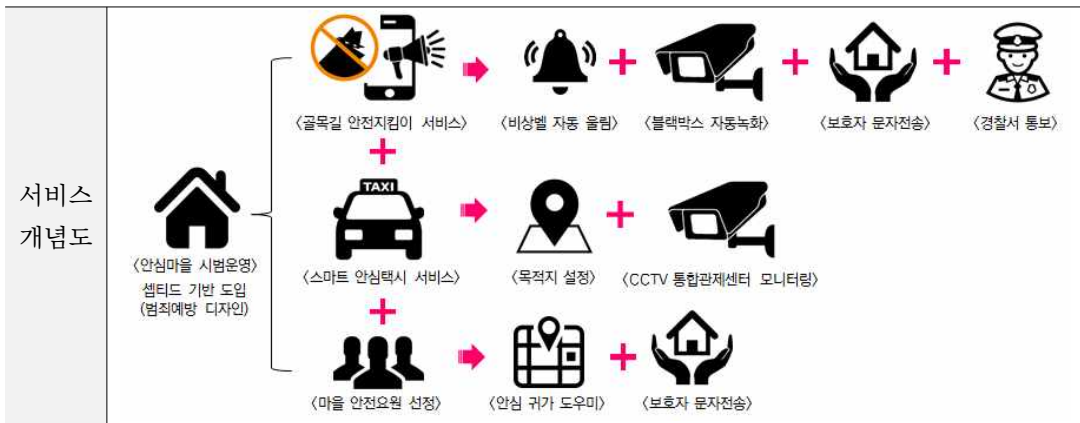 서비스
개념도
〈골목길 안전지킴이 서비스〉
〈비상벨 자동 울림〉
〈블랙박스 자동녹화〉
〈보호자 문자전송〉
〈경찰서 통보〉
〈안심마을 시범운영〉
셉티드 기반 도입
(범죄예방 디자인)
TAXI
〈스마트 안심택시 서비스〉
〈목적지 설정〉
〈CCTV 통합관제센터 모니터링〉
〈마을 안전요원 선정〉
〈안심 귀가 도우미〉
〈보호자 문자전송〉